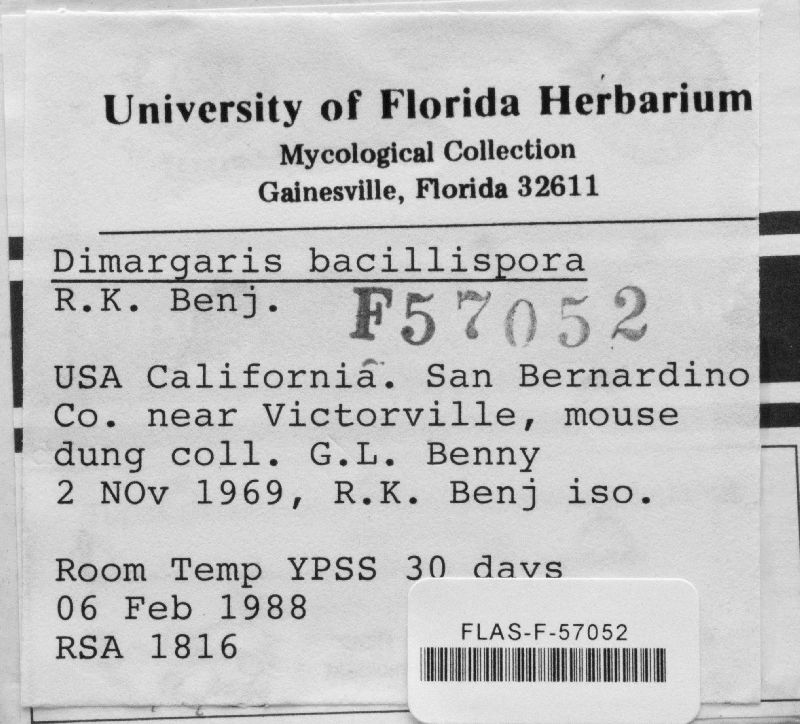 University of Florida Herbarium
Mycological Collection
Gainesville, Florida 32611
Dimargaris bacillispora
R.K. Benj. F57052
USA California. San Bernardino
Co. near Victorville, mouse
dung coll. G.L. Benny
2 NOv 1969, R.K. Benj iso.
Room Temp YPSS 30 days
06 Feb 1988
RSA 1816
FLAS-F-57052